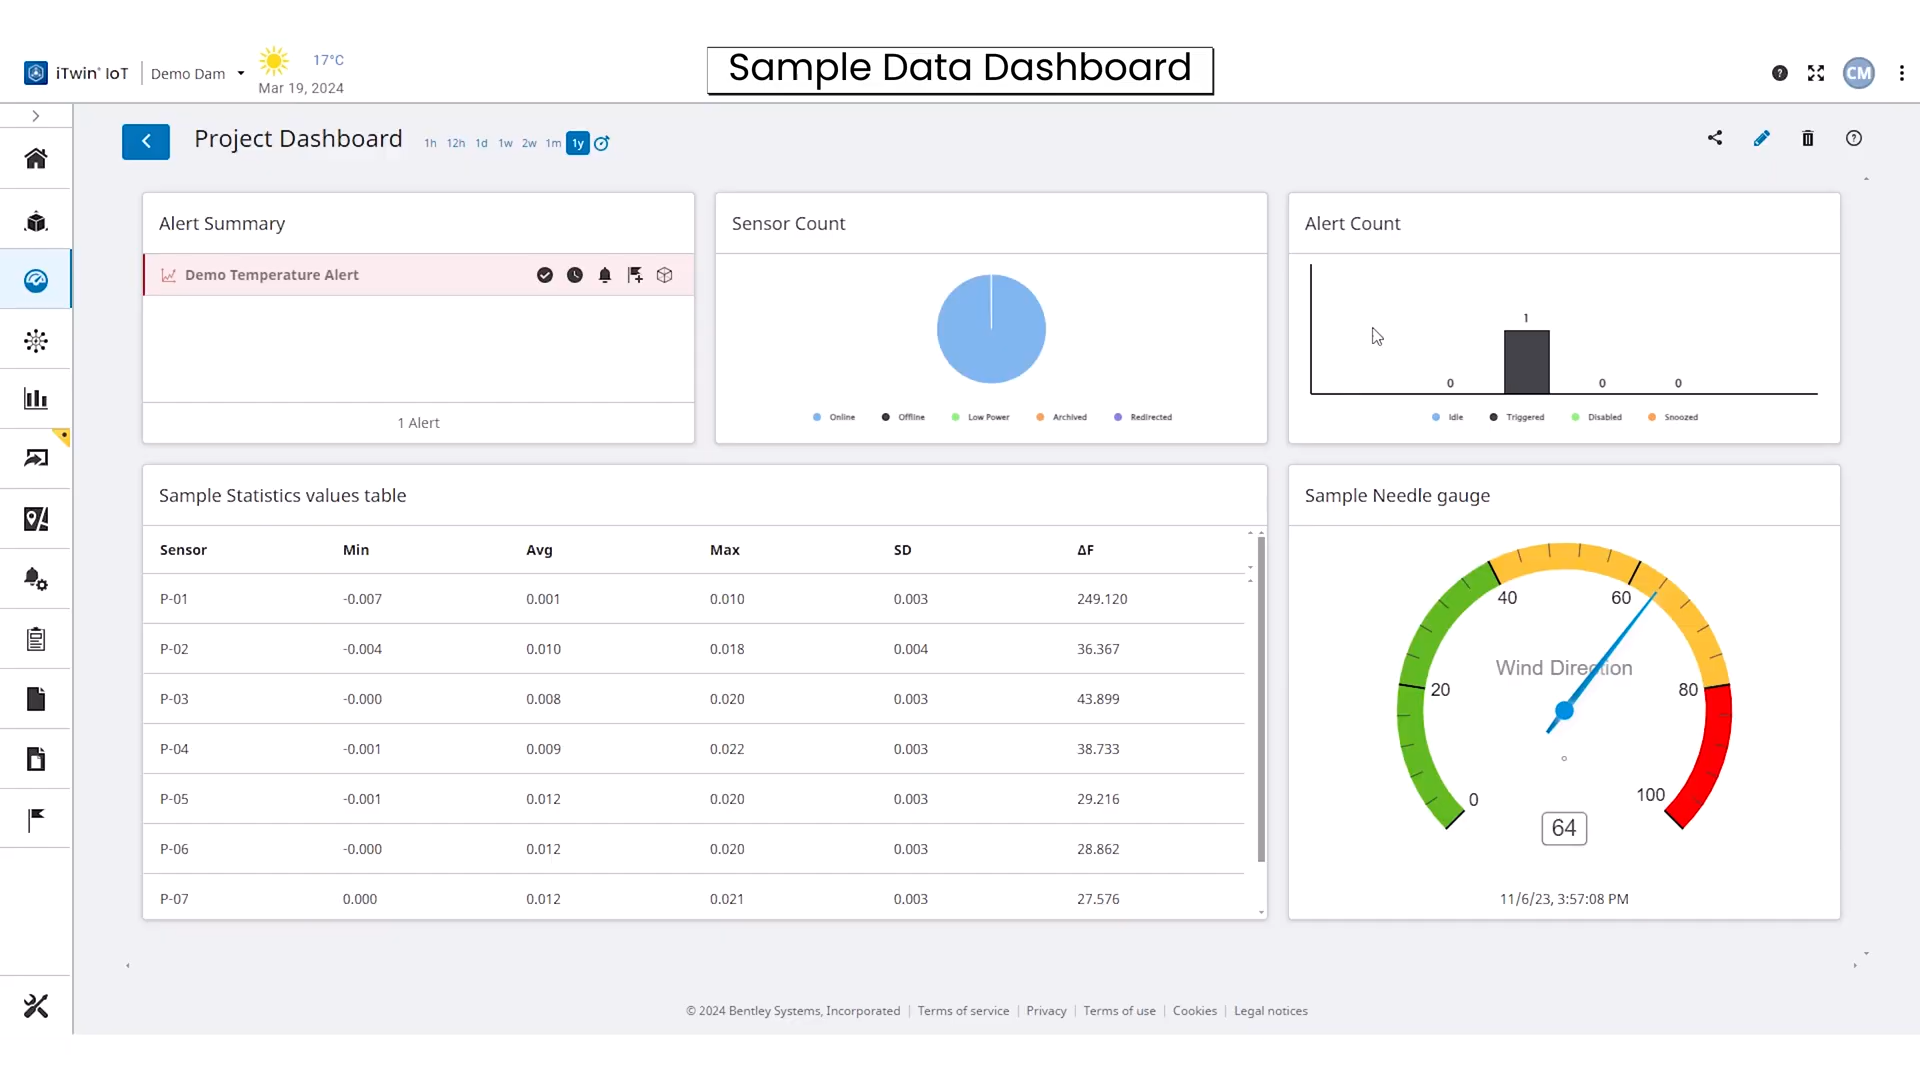 iTwin® IoT
Demo Dam
17°C
Mar 19, 2024
Sample Data Dashboard
?
CM
Project Dashboard
1h 12h 1d 1w 2w 1m 1y
?
Alert Summary
Demo Temperature Alert
1 Alert
Sensor Count
Online Offline Low Power Archived Redirected
Alert Count
1
0 0 0
Idle Triggered Disabled Snoozed
Sample Statistics values table
Sensor Min Avg Max SD ΔF
P-01 -0.007 0.001 0.010 0.003 249.120
P-02 -0.004 0.010 0.018 0.004 36.367
P-03 -0.000 0.008 0.020 0.003 43.899
P-04 -0.001 0.009 0.022 0.003 38.733
P-05 -0.001 0.012 0.020 0.003 29.216
P-06 -0.000 0.012 0.020 0.003 28.862
P-07 0.000 0.012 0.021 0.003 27.576
Sample Needle gauge
40 60
Wind Direction
20 80
°
0 100
64
11/6/23, 3:57:08 PM
© 2024 Bentley Systems, Incorporated | Terms of service | Privacy | Terms of use | Cookies | Legal notices